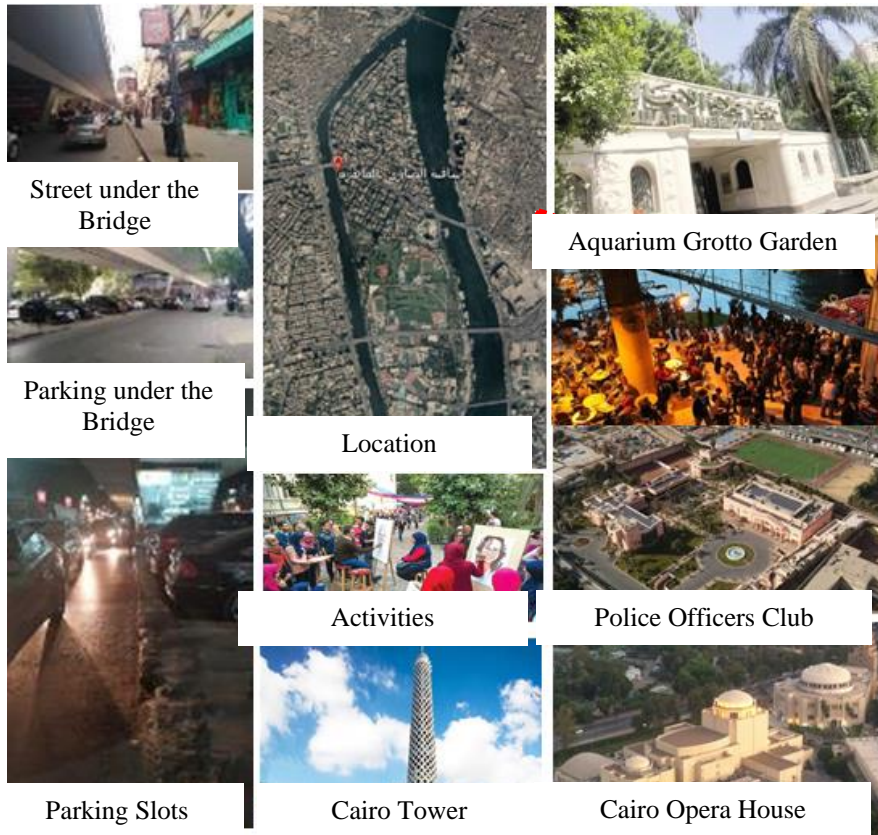 Street under the
Bridge
Parking under the
Bridge
Parking Slots
Location
Activities
Cairo Tower
Aquarium Grotto Garden
Police Officers Club
Cairo Opera House